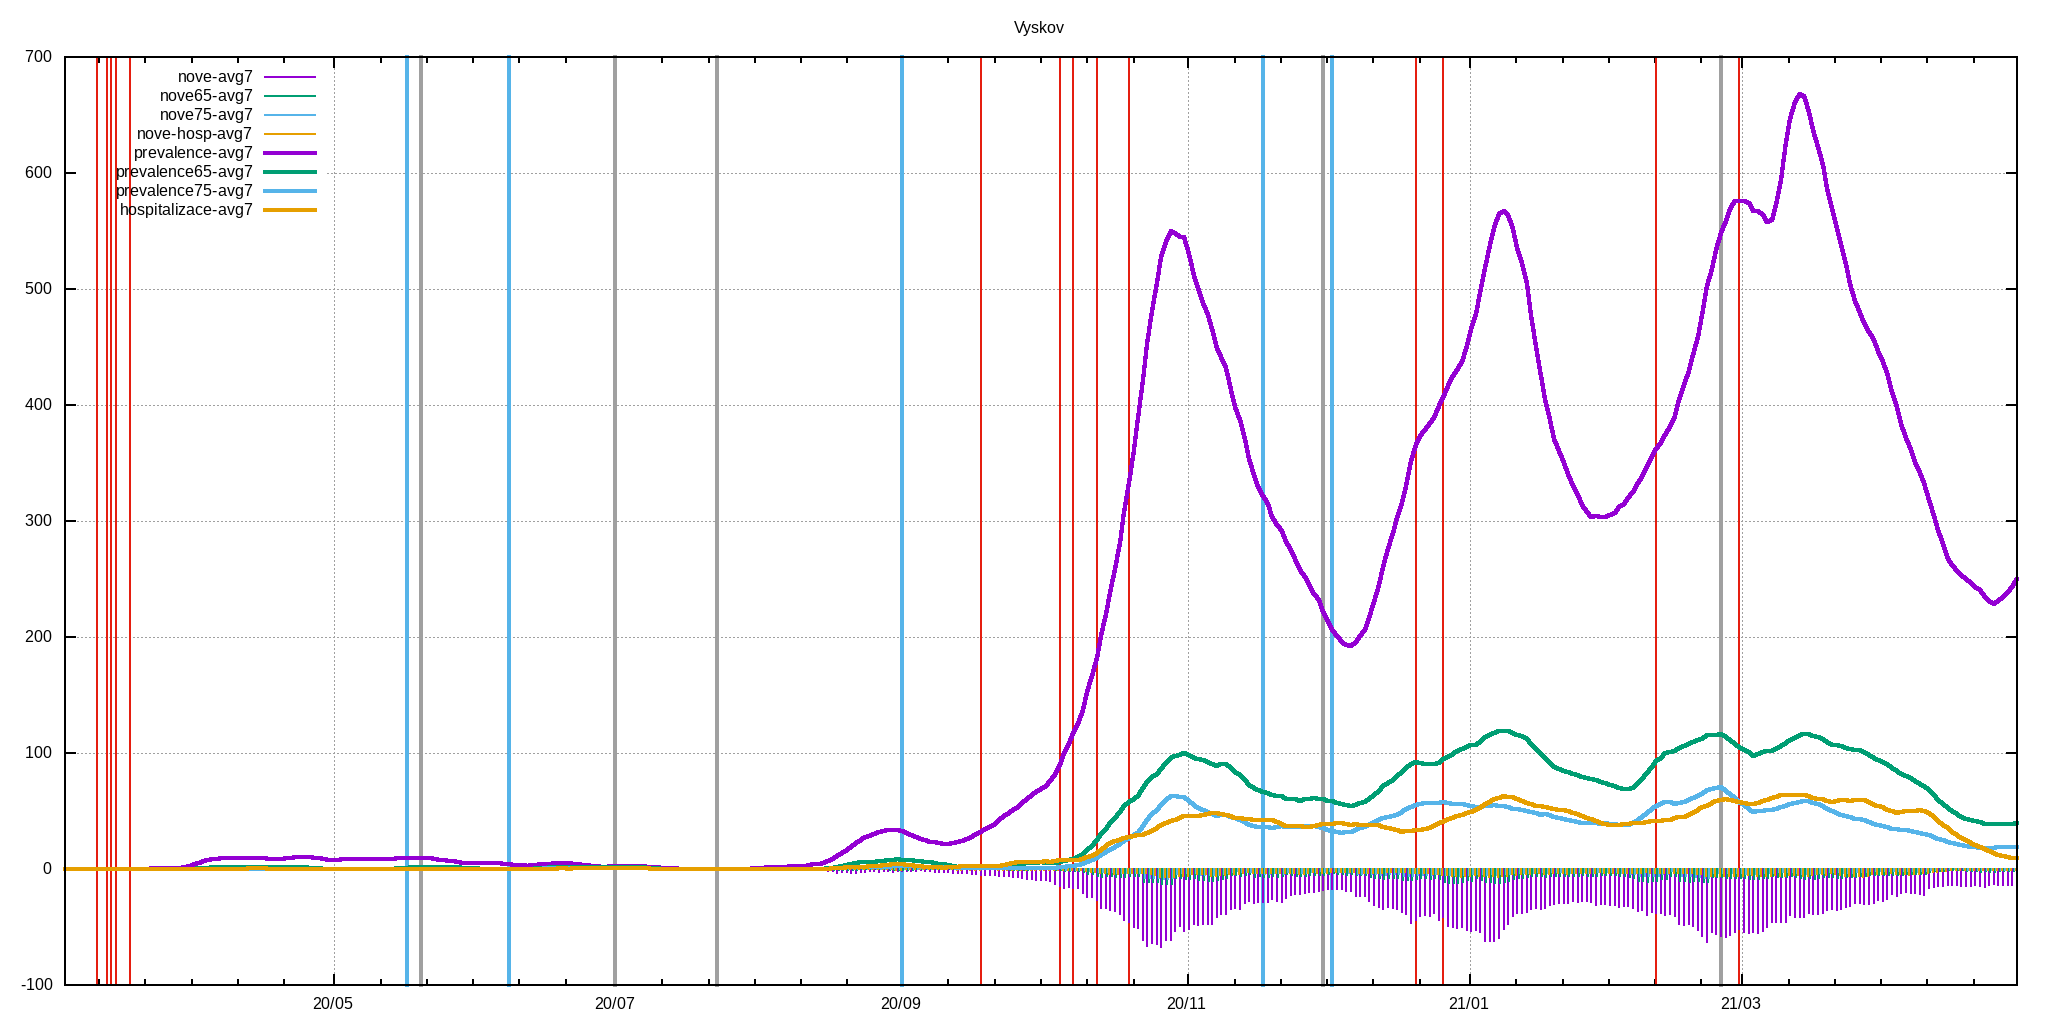 Vyskov
700
600
500
400
300
200
100
0
-100
nove-avg7
nove65-avg7
nove75-avg7
nove-hosp-avg7
prevalence-avg7
prevalence65-avg7
prevalence75-avg7
hospitalizace-avg7
20/05 20/07 20/09 20/11 21/01 21/03